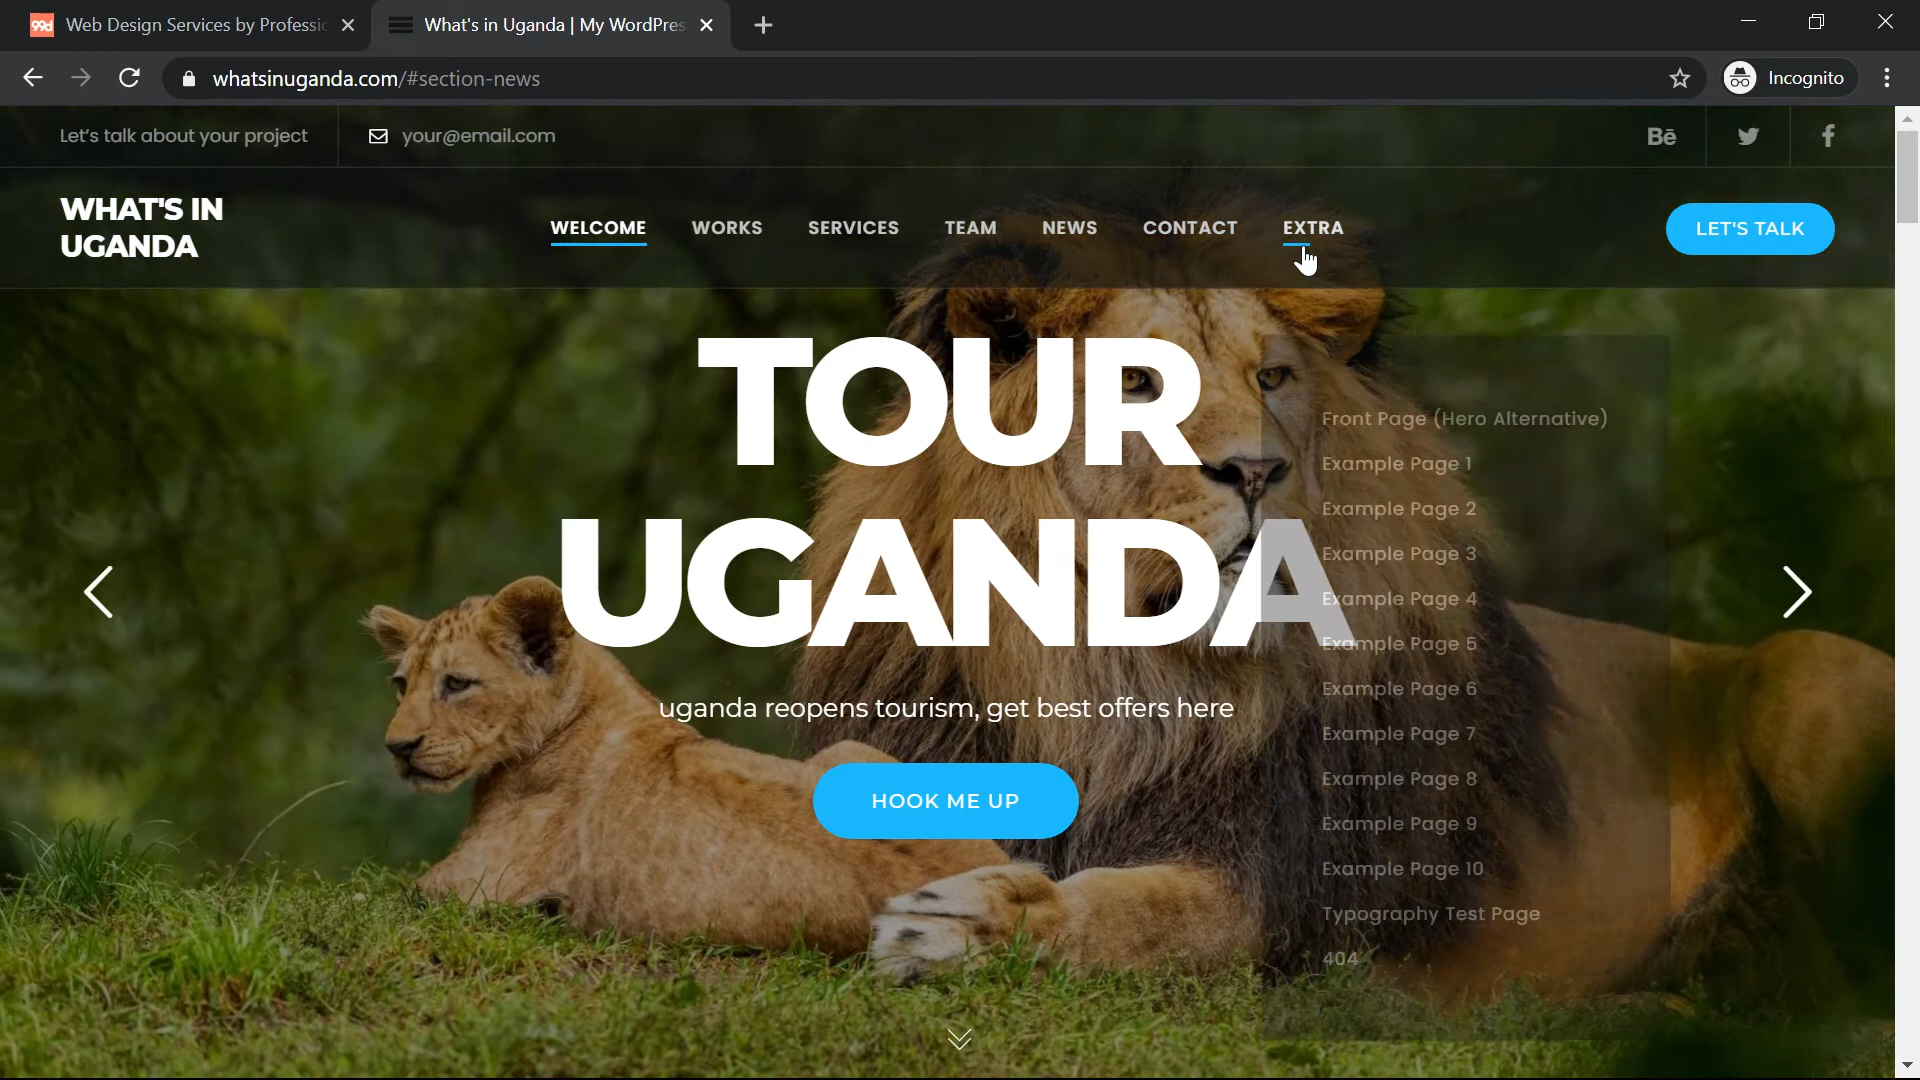 99d
Web Design Services by Professio
What's in Uganda | My WordPres
whatsinuganda.com/#section-news
Incognito
Let's talk about your project
your@email.com
Bē
WHAT'S IN
UGANDA
WELCOME
WORKS
SERVICES
TEAM
NEWS
CONTACT
EXTRA
LET'S TALK
TOUR
UGANDA
uganda reopens tourism, get best offers here
HOOK ME UP
Front Page (Hero Alternative)
Example Page 1
Example Page 2
Example Page 3
Example Page 4
Example Page 5
Example Page 6
Example Page 7
Example Page 8
Example Page 9
Example Page 10
Typography Test Page
404